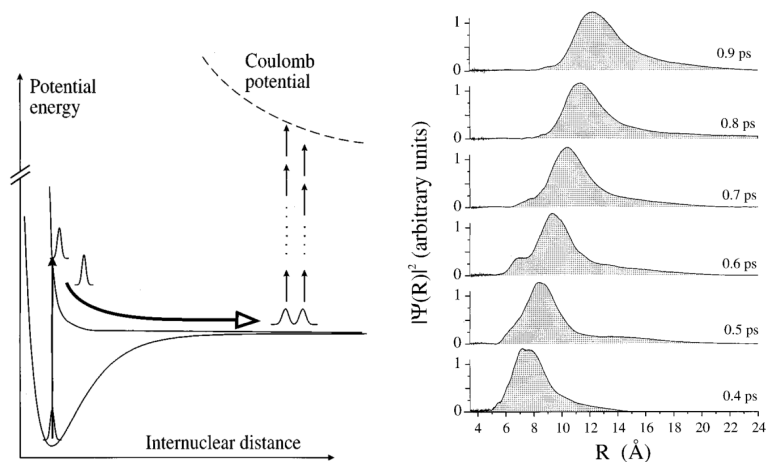 Potential
energy
Coulomb
potential
Internuclear distance
|Ψ(R)|² (arbitrary units)
1
0
0.9 ps
1
0
0.8 ps
1
0
0.7 ps
1
0
0.6 ps
1
0
0.5 ps
1
0
0.4 ps
4 6 8 10 12 14 16 18 20 22 24
R (Å)